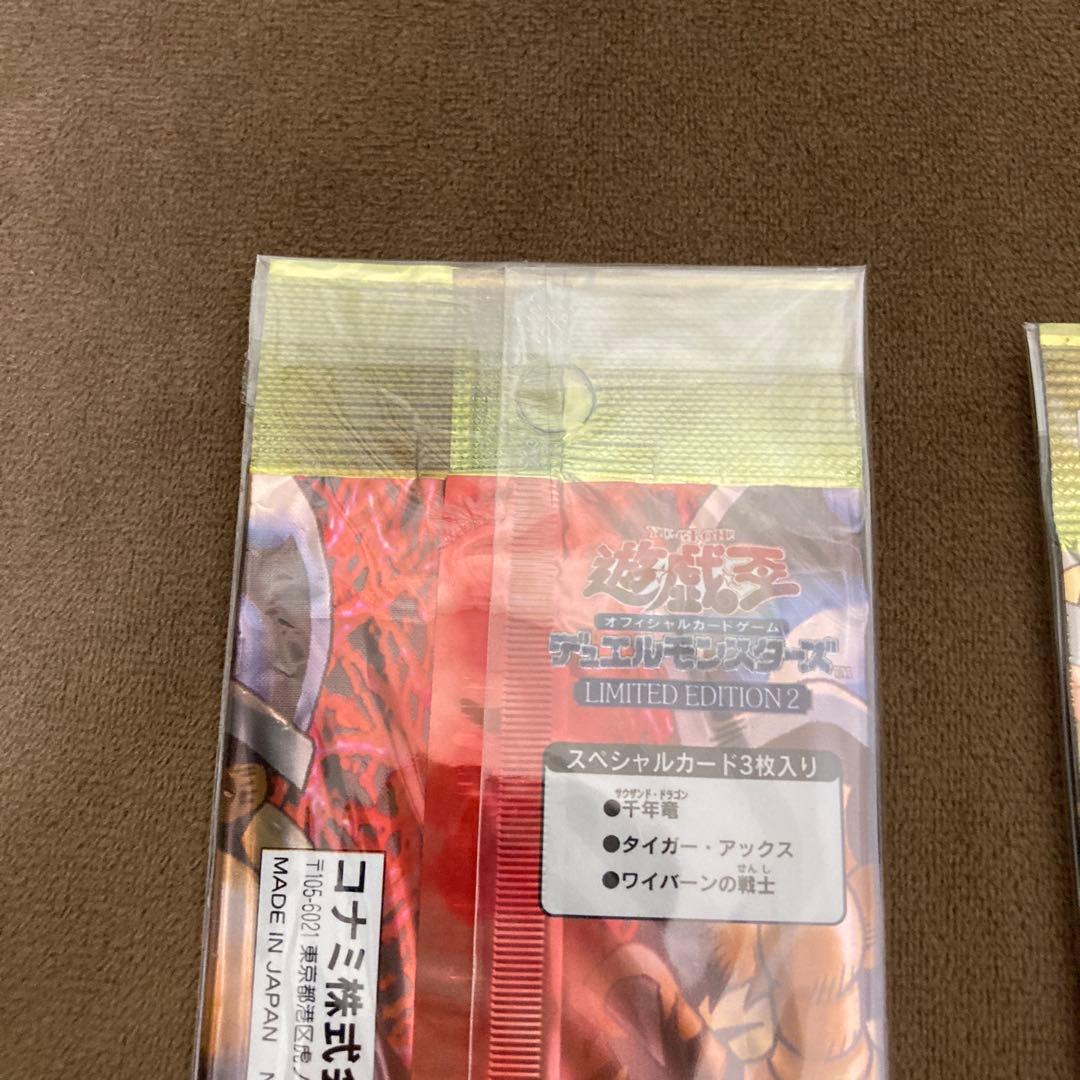 YU-GI-OH
遊戯王
オフィシャルカードゲーム
デュエルモンスターズ
LIMITED EDITION 2
スペシャルカード3枚入り
サウザンド・ドラゴン
●千年竜
●タイガー・アックス
せんし
●ワイバーンの戦士
コナミ株式
〒105-6021 東京都港区虎ノ
MADE IN JAPAN